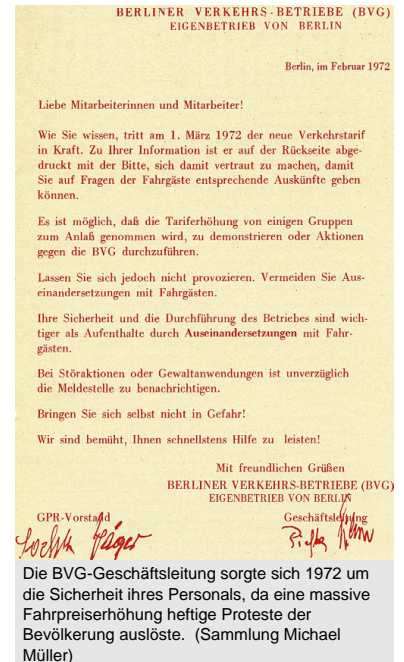 BERLINER VERKEHRS-BETRIEBE (BVG)
EIGENBETRIEB VON BERLIN
Berlin, im Februar 1972
Liebe Mitarbeiterinnen und Mitarbeiter!
Wie Sie wissen, tritt am 1. März 1972 der neue Verkehrstarif
in Kraft. Zu Ihrer Information ist er auf der Rückseite abge-
druckt mit der Bitte, sich damit vertraut zu machen, damit
Sie auf Fragen der Fahrgäste entsprechende Auskünfte geben
können.
Es ist möglich, daß die Tariferhöhung von einigen Gruppen
zum Anlaß genommen wird, zu demonstrieren oder Aktionen
gegen die BVG durchzuführen.
Lassen Sie sich jedoch nicht provozieren. Vermeiden Sie Aus-
einandersetzungen mit Fahrgästen.
Ihre Sicherheit und die Durchführung des Betriebes sind wich-
tiger als Aufenthalte durch Auseinandersetzungen mit Fahr-
gästen.
Bei Störaktionen oder Gewaltanwendungen ist unverzüglich
die Meldestelle zu benachrichtigen.
Bringen Sie sich selbst nicht in Gefahr!
Wir sind bemüht, Ihnen schnellstens Hilfe zu leisten!
Mit freundlichen Grüßen
BERLINER VERKEHRS-BETRIEBE (BVG)
EIGENBETRIEB VON BERLIN
GPR-Vorstand Geschäftsleitung
Die BVG-Geschäftsleitung sorgte sich 1972 um
die Sicherheit ihres Personals, da eine massive
Fahrpreiserhöhung heftige Proteste der
Bevölkerung auslöste. (Sammlung Michael
Müller)